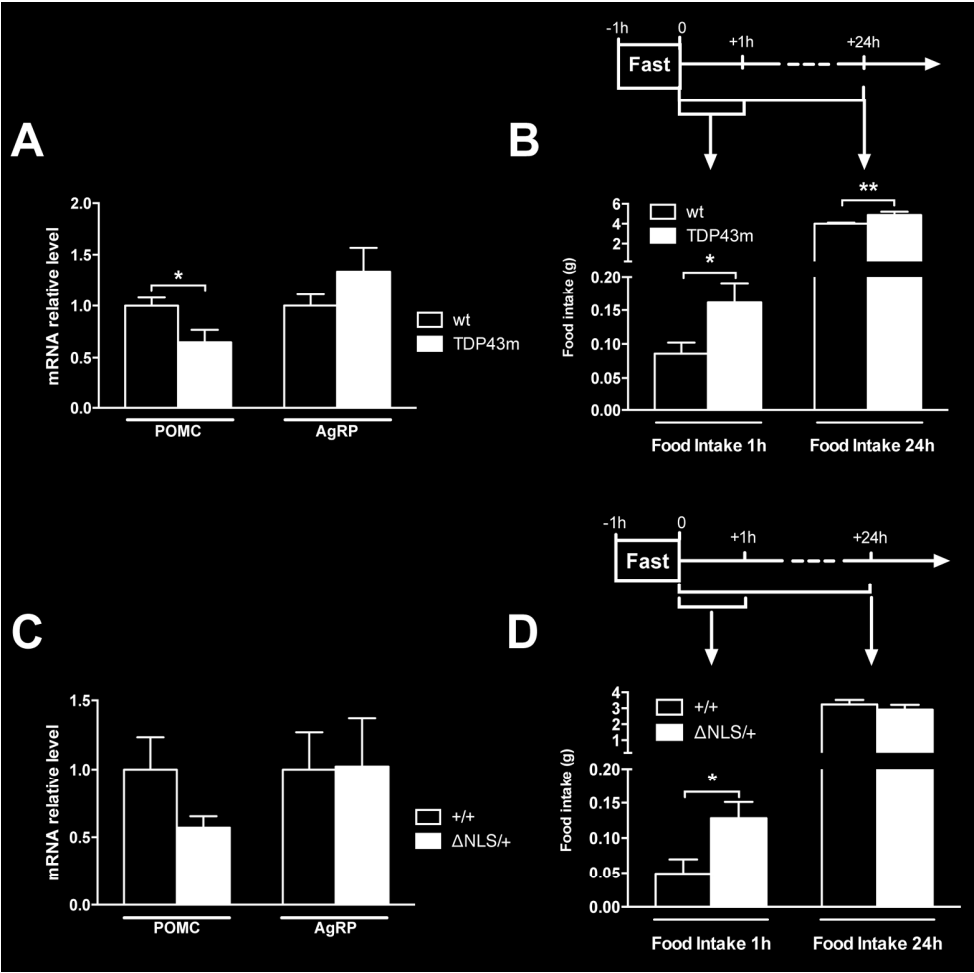 A
mRNA relative level
2.0
1.5
1.0
0.5
0.0
*
POMC
AgRP
wt
TDP43m
B
-1h
0
+1h
+24h
Fast
Food intake (g)
6
4
2
0.20
0.15
0.10
0.05
0.00
wt
TDP43m
*
**
Food Intake 1h
Food Intake 24h
C
mRNA relative level
1.5
1.0
0.5
0.0
POMC
AgRP
+/+
ΔNLS/+
D
-1h
0
+1h
+24h
Fast
Food intake (g)
4
3
2
1
0.20
0.15
0.10
0.05
0.00
+/+
ΔNLS/+
*
Food Intake 1h
Food Intake 24h